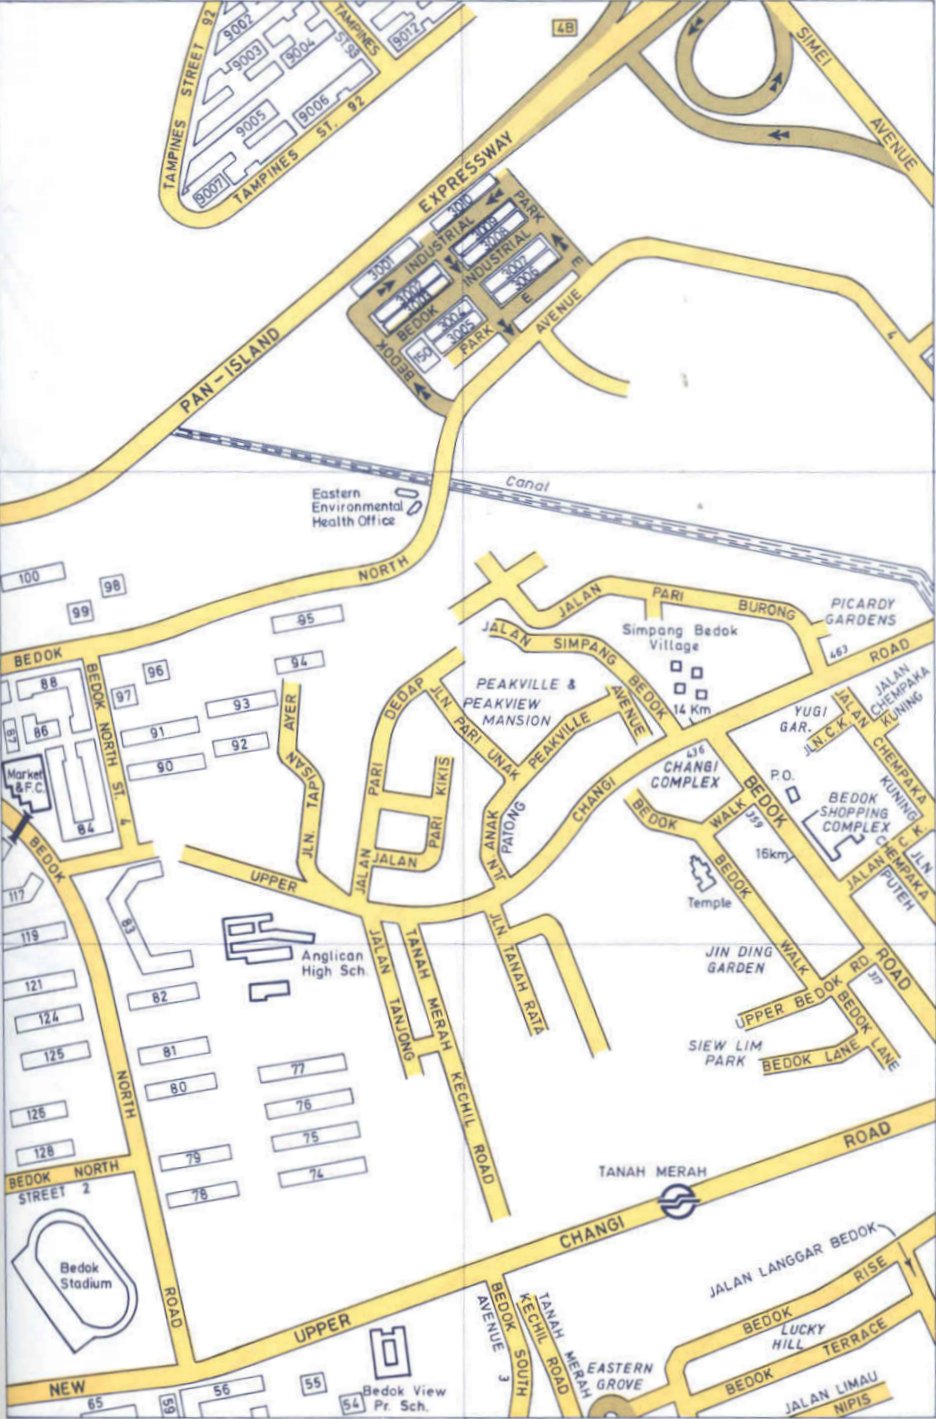 TAMPINES STREET 92
9002
9003
9004
TAMPINES
ST. 93
9012
9005
9006
9007
TAMPINES ST. 92
4B
SIMEI
AVENUE
PAN-ISLAND
EXPRESSWAY
3010
3009
3008
PARK
INDUSTRIAL
3001
3002
INDUSTRIAL
3007
3006
E
BEDOK
3004
3005
BEDOK
150
PARK
E
AVENUE
4
Canal
Eastern
Environmental
Health Office
100
98
99
BEDOK
NORTH
95
94
96
97
88
86
87
BEDOK NORTH ST. 4
93
91
92
90
Market
& F.C.
84
JALAN
PARI
BURONG
PICARDY
GARDENS
463
ROAD
JALAN
SIMPANG
BEDOK
Simpang Bedok
Village
14 Km
PEAKVILLE &
PEAKVIEW
MANSION
PEAKVILLE
AVENUE
JLN PARI UNAK
JALAN PARI DEDAP
JALAN PARI KIKIS
JLN. TAPISAN AYER
JLN ANAK
PATONG
436
CHANGI
COMPLEX
YUGI
GAR.
JLN. C.K.
JALAN
CHEMPAKA
KUNING
JALAN
KUNING
CHEMPAKA
KUNING
P.O.
BEDOK
SHOPPING
COMPLEX
C. K.
JLN
CHEMPAKA
PUTEH
JALAN
BEDOK
16km
359
BEDOK
WALK
BEDOK
WALK
Temple
UPPER
CHANGI
BEDOK
117
119
121
124
125
126
128
83
82
81
80
79
78
77
76
75
74
Anglican
High Sch.
JALAN TANJONG
TANAH MERAH KECHIL ROAD
JLN TANAH RATA
JIN DING
GARDEN
ROAD
317
UPPER BEDOK RD
SIEW LIM
PARK
BEDOK LANE
BEDOK LANE
NORTH
BEDOK NORTH
STREET 2
Bedok
Stadium
ROAD
TANAH MERAH
ROAD
CHANGI
UPPER
NEW
JALAN LANGGAR BEDOK
BEDOK RISE
LUCKY
HILL
BEDOK TERRACE
JALAN LIMAU
NIPIS
EASTERN
GROVE
BEDOK SOUTH
AVENUE 3
TANAH MERAH
KECHIL ROAD
Bedok View
Pr. Sch.
65
59
56
55
54